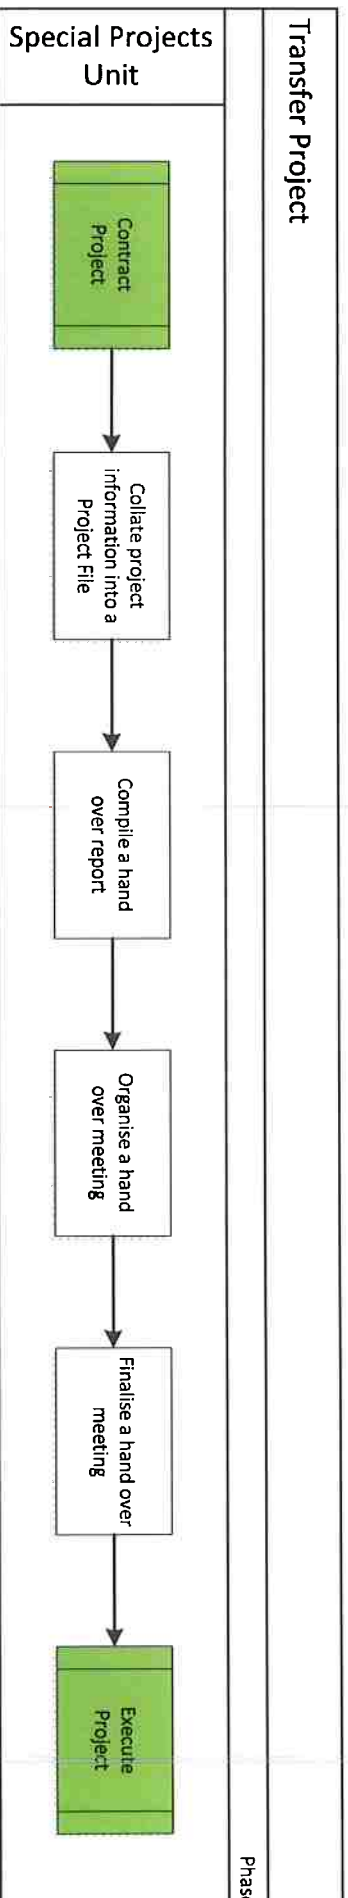 Transfer Project
Phase
Special Projects
Unit
Contract
Project
Collate project
information into a
Project File
Compile a hand
over report
Organise a hand
over meeting
Finalise a hand over
meeting
Execute
Project